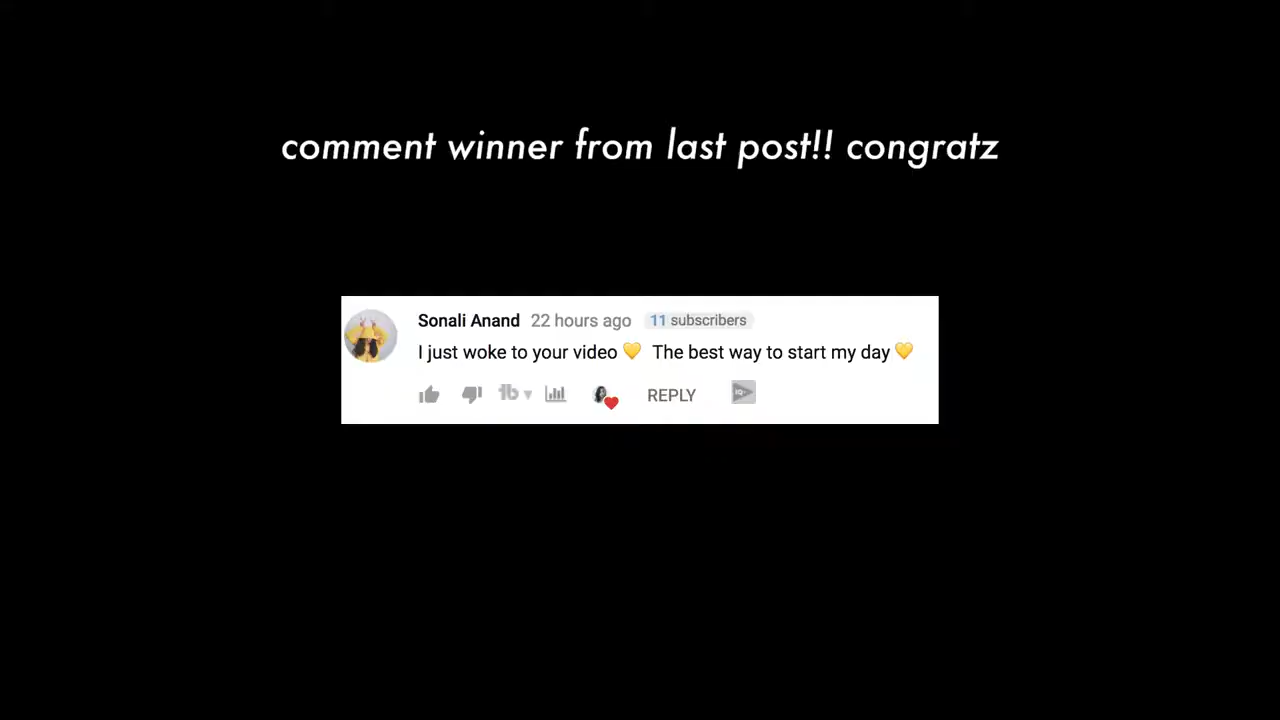 comment winner from last post!! congratz
Sonali Anand 22 hours ago 11 subscribers
I just woke to your video 💛 The best way to start my day 💛
REPLY